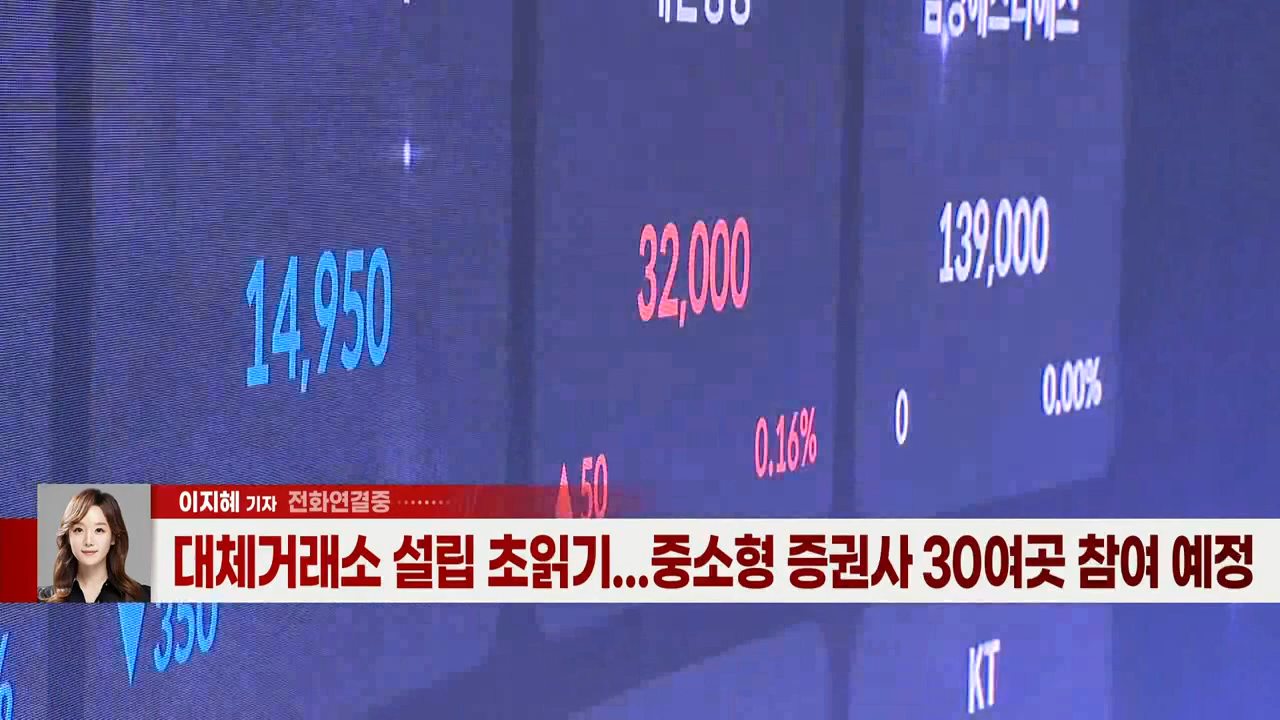 139,000
32,000
14,950
0.00%
0
0.16%
▲50
이지혜 기자 전화연결중
대체거래소 설립 초읽기...중소형 증권사 30여곳 참여 예정
▼350
KT